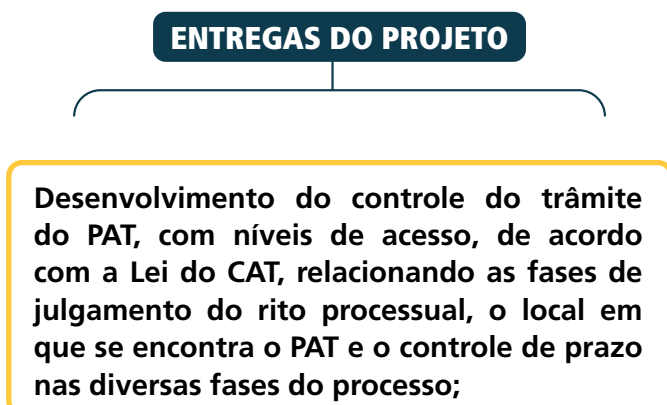 ENTREGAS DO PROJETO
Desenvolvimento do controle do trâmite
do PAT, com níveis de acesso, de acordo
com a Lei do CAT, relacionando as fases de
julgamento do rito processual, o local em
que se encontra o PAT e o controle de prazo
nas diversas fases do processo;